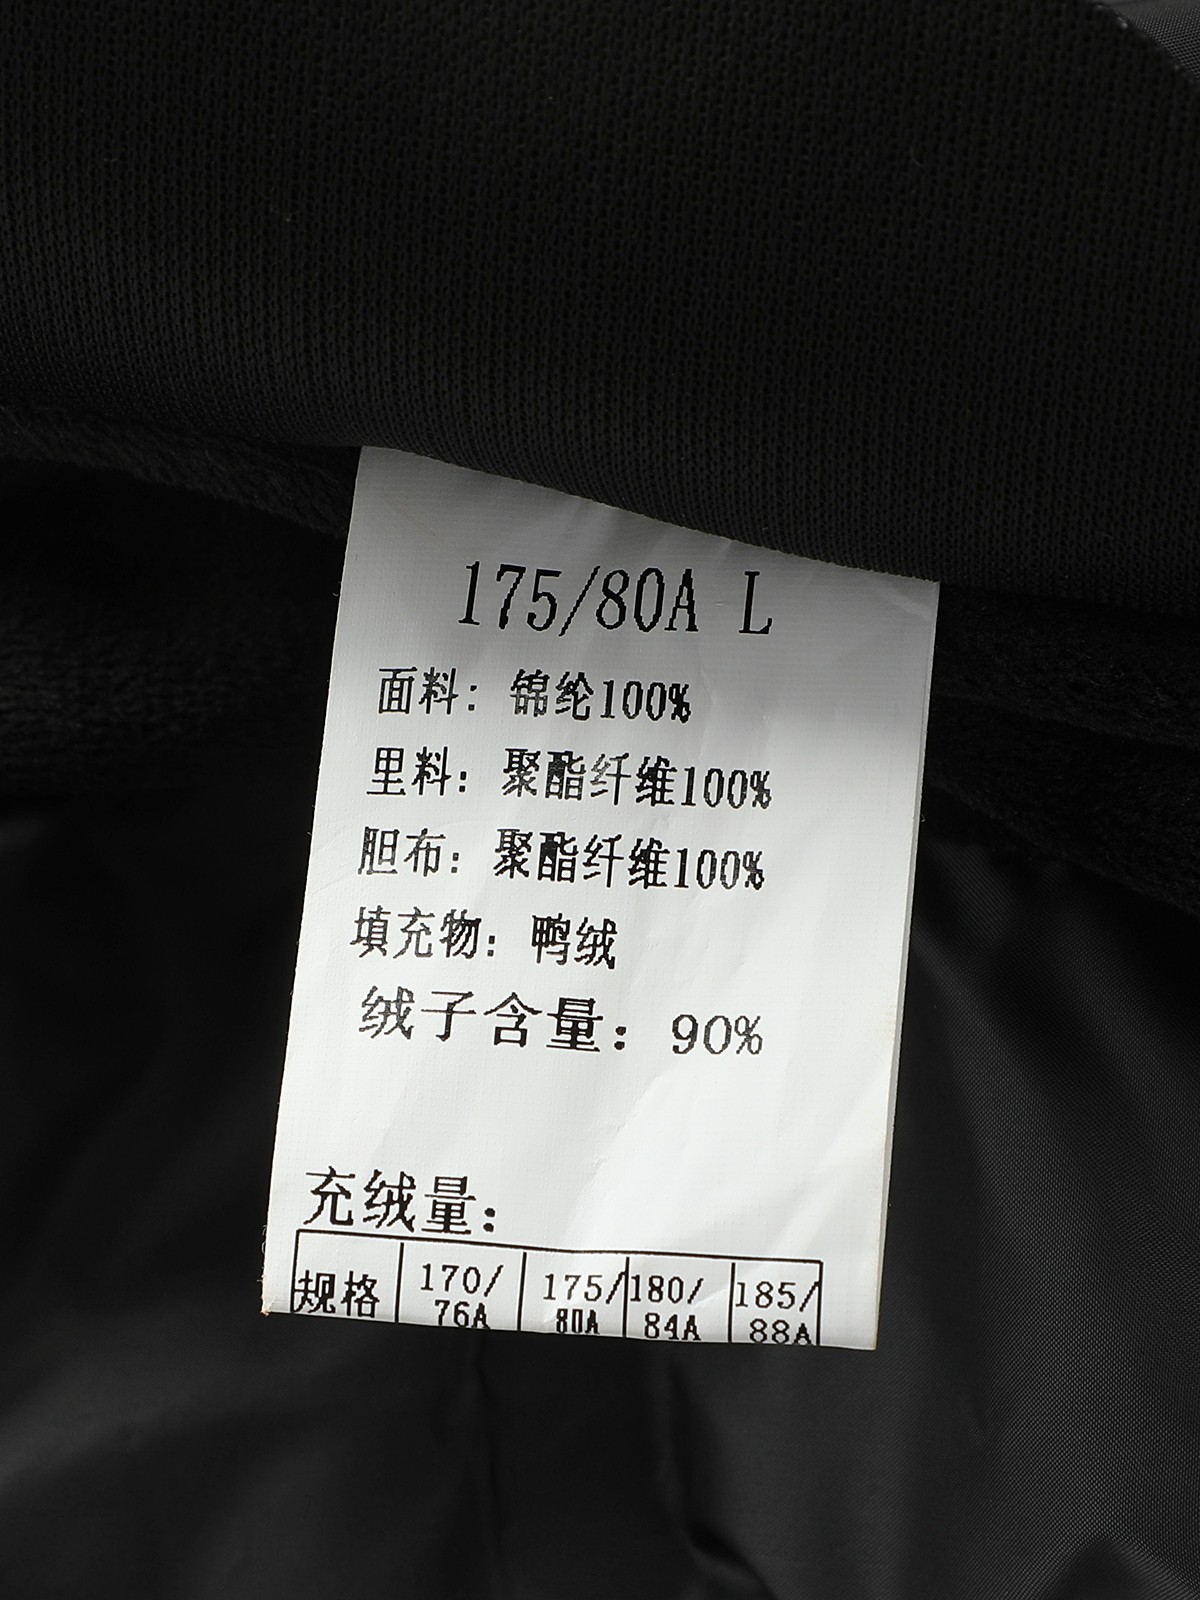 175/80A L
面料: 锦纶100%
里料: 聚酯纤维100%
胆布: 聚酯纤维100%
填充物: 鸭绒
绒子含量: 90%
充绒量:
规格 170/76A 175/80A 180/84A 185/88A